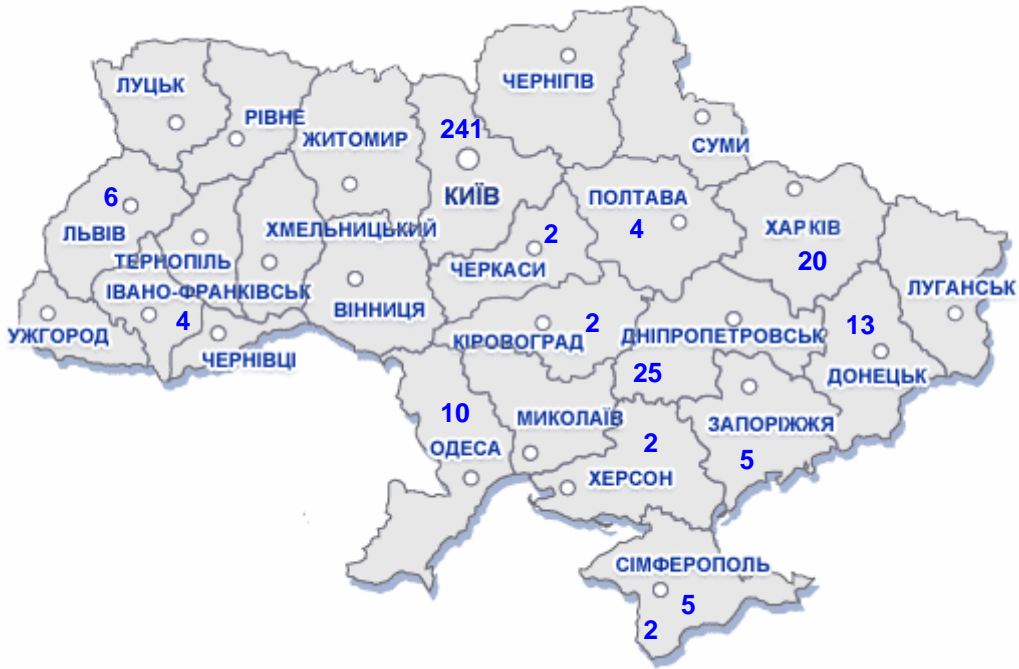 ЧЕРНІГІВ
ЛУЦЬК
РІВНЕ
ЖИТОМИР
241
СУМИ
6
КИЇВ
ПОЛТАВА
4
ЛЬВІВ
ХМЕЛЬНИЦЬКИЙ
2
ХАРКІВ
20
ТЕРНОПІЛЬ
ЧЕРКАСИ
ІВАНО-ФРАНКІВСЬК
ЛУГАНСЬК
4
ВІННИЦЯ
УЖГОРОД
ЧЕРНІВЦІ
КІРОВОГРАД
2
ДНІПРОПЕТРОВСЬК
13
25
ДОНЕЦЬК
10
МИКОЛАЇВ
ЗАПОРІЖЖЯ
ОДЕСА
2
5
ХЕРСОН
СІМФЕРОПОЛЬ
5
2